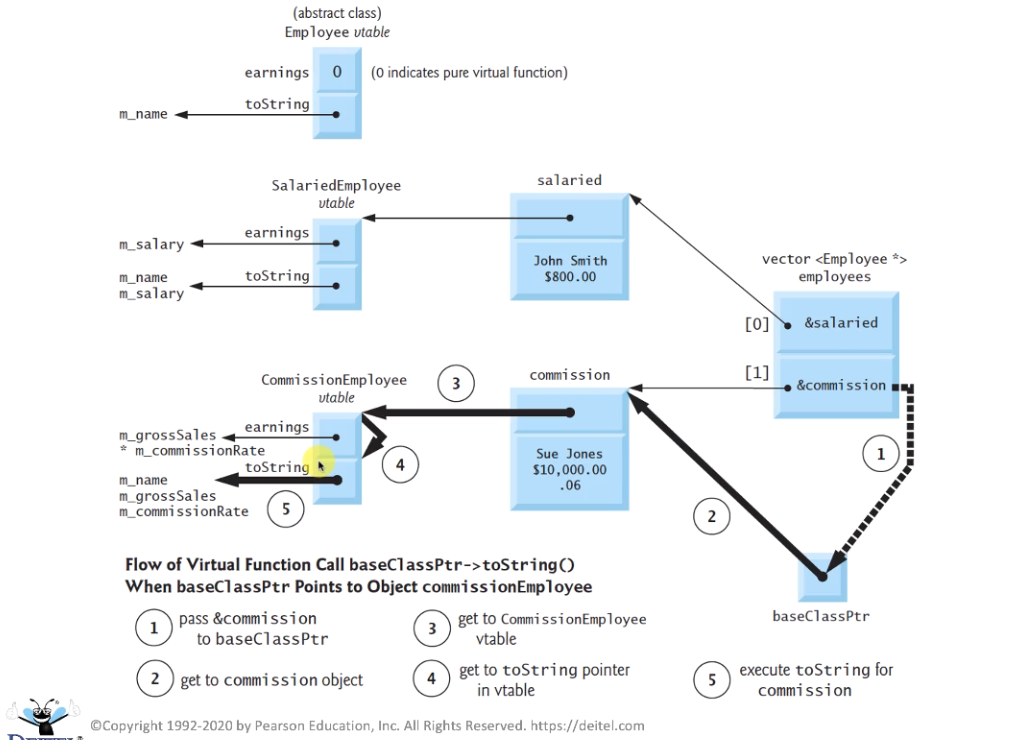 (abstract class)
Employee vtable
earnings
0
(0 indicates pure virtual function)
toString
m_name
SalariedEmployee
vtable
earnings
m_salary
toString
m_name
m_salary
salaried
John Smith
$800.00
vector <Employee *>
employees
[0]
&salaried
[1]
&commission
CommissionEmployee
vtable
earnings
m_grossSales
* m_commissionRate
toString
m_name
m_grossSales
m_commissionRate
commission
Sue Jones
$10,000.00
.06
3
4
5
1
2
baseClassPtr
Flow of Virtual Function Call baseClassPtr->toString()
When baseClassPtr Points to Object commissionEmployee
1 pass &commission
to baseClassPtr
2 get to commission object
3 get to CommissionEmployee
vtable
4 get to toString pointer
in vtable
5 execute toString for
commission
©Copyright 1992-2020 by Pearson Education, Inc. All Rights Reserved. https://deitel.com
DEITEL